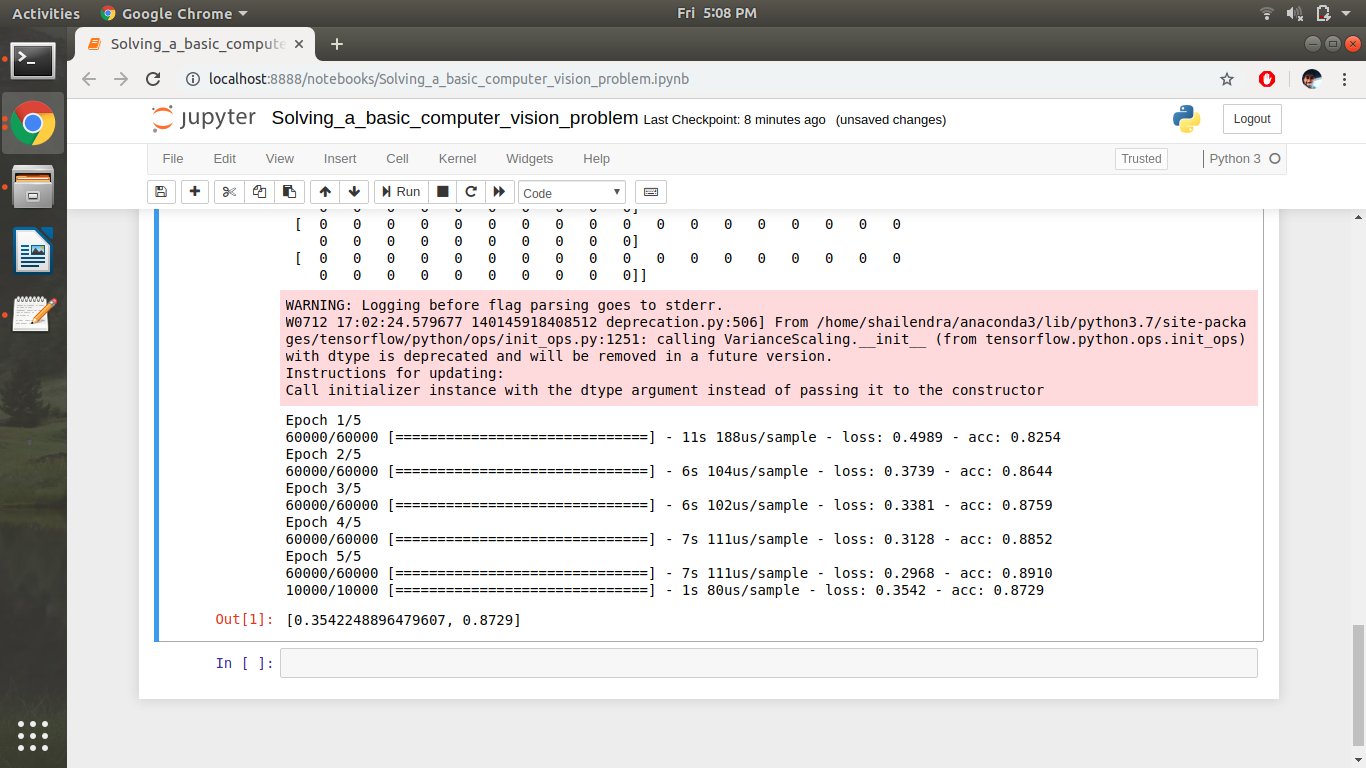 Activities Google Chrome Fri 5:08 PM
Solving_a_basic_compute
localhost:8888/notebooks/Solving_a_basic_computer_vision_problem.ipynb
jupyter Solving_a_basic_computer_vision_problem Last Checkpoint: 8 minutes ago (unsaved changes) Logout
File Edit View Insert Cell Kernel Widgets Help Trusted Python 3
Run Code
0 0 0 0 0 0 0 0 0 0]
[ 0 0 0 0 0 0 0 0 0 0 0 0 0 0 0 0 0 0
0 0 0 0 0 0 0 0 0 0]
[ 0 0 0 0 0 0 0 0 0 0 0 0 0 0 0 0 0 0
0 0 0 0 0 0 0 0 0 0]]
WARNING: Logging before flag parsing goes to stderr.
W0712 17:02:24.579677 140145918408512 deprecation.py:506] From /home/shailendra/anaconda3/lib/python3.7/site-packa
ges/tensorflow/python/ops/init_ops.py:1251: calling VarianceScaling.__init__ (from tensorflow.python.ops.init_ops)
with dtype is deprecated and will be removed in a future version.
Instructions for updating:
Call initializer instance with the dtype argument instead of passing it to the constructor
Epoch 1/5
60000/60000 [==============================] - 11s 188us/sample - loss: 0.4989 - acc: 0.8254
Epoch 2/5
60000/60000 [==============================] - 6s 104us/sample - loss: 0.3739 - acc: 0.8644
Epoch 3/5
60000/60000 [==============================] - 6s 102us/sample - loss: 0.3381 - acc: 0.8759
Epoch 4/5
60000/60000 [==============================] - 7s 111us/sample - loss: 0.3128 - acc: 0.8852
Epoch 5/5
60000/60000 [==============================] - 7s 111us/sample - loss: 0.2968 - acc: 0.8910
10000/10000 [==============================] - 1s 80us/sample - loss: 0.3542 - acc: 0.8729
Out[1]: [0.3542248896479607, 0.8729]
In [ ]: